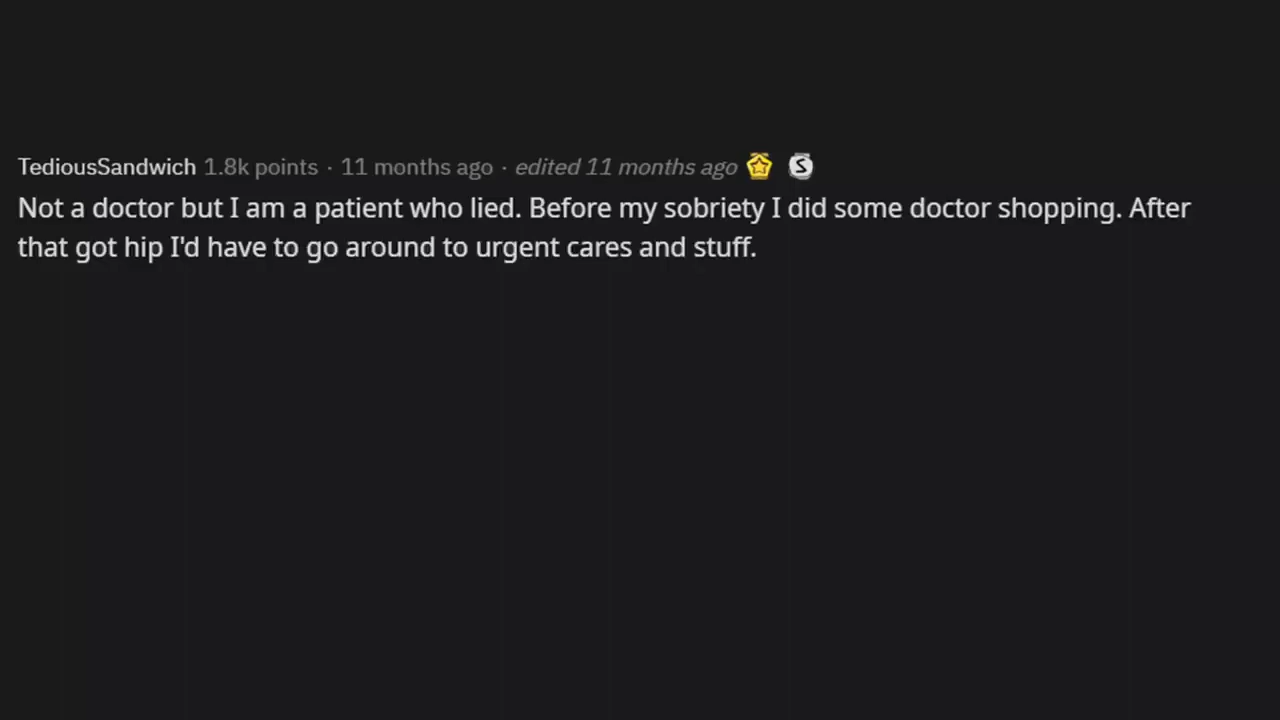 TediousSandwich 1.8k points · 11 months ago · edited 11 months ago
Not a doctor but I am a patient who lied. Before my sobriety I did some doctor shopping. After
that got hip I'd have to go around to urgent cares and stuff.